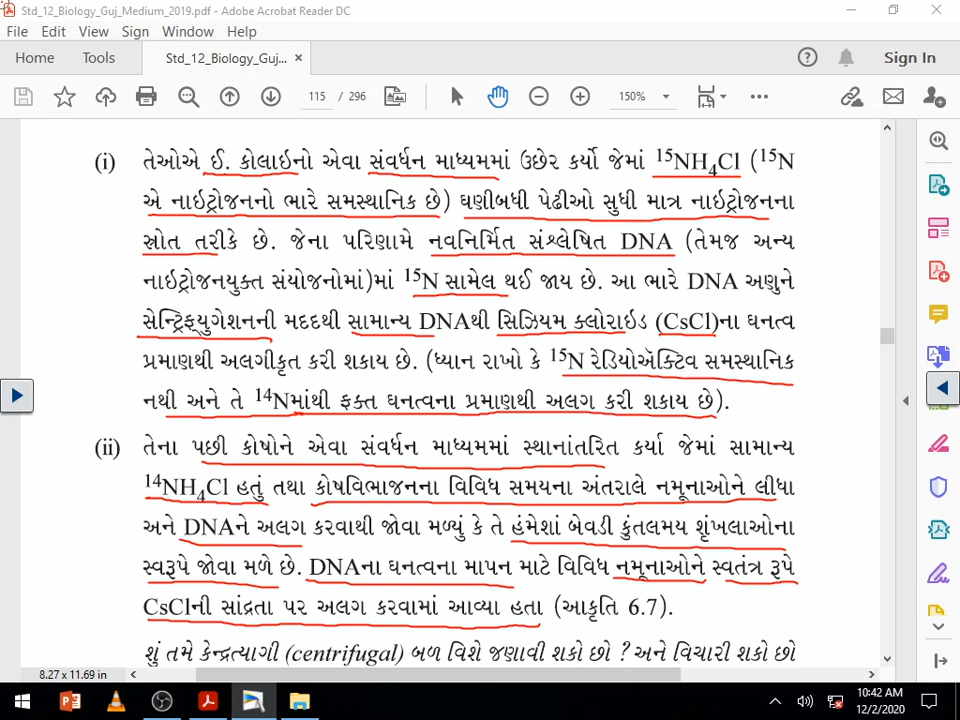 Std_12_Biology_Guj_Medium_2019.pdf - Adobe Acrobat Reader DC
File Edit View Sign Window Help
Home Tools Std_12_Biology_Guj... × Sign In
115 / 296 150%
(i) તેઓએ ઈ. કોલાઇનો એવા સંવર્ધન માધ્યમમાં ઉછેર કર્યો જેમાં ¹⁵NH₄Cl (¹⁵N
એ નાઇટ્રોજનનો ભારે સમસ્થાનિક છે) ઘણીબધી પેઢીઓ સુધી માત્ર નાઇટ્રોજનના
સ્રોત તરીકે છે. જેના પરિણામે નવનિર્મિત સંશ્લેષિત DNA (તેમજ અન્ય
નાઇટ્રોજનયુક્ત સંયોજનોમાં)માં ¹⁵N સામેલ થઈ જાય છે. આ ભારે DNA અણુને
સેન્ટ્રિફ્યુગેશનની મદદથી સામાન્ય DNAથી સિઝિયમ ક્લોરાઇડ (CsCl)ના ઘનત્વ
પ્રમાણથી અલગીકૃત કરી શકાય છે. (ધ્યાન રાખો કે ¹⁵N રેડિયોઍક્ટિવ સમસ્થાનિક
નથી અને તે ¹⁴Nમાંથી ફક્ત ઘનત્વના પ્રમાણથી અલગ કરી શકાય છે).
(ii) તેના પછી કોષોને એવા સંવર્ધન માધ્યમમાં સ્થાનાંતરિત કર્યા જેમાં સામાન્ય
¹⁴NH₄Cl હતું તથા કોષવિભાજનના વિવિધ સમયના અંતરાલે નમૂનાઓને લીધા
અને DNAને અલગ કરવાથી જોવા મળ્યું કે તે હંમેશાં બેવડી કુંતલમય શૃંખલાઓના
સ્વરૂપે જોવા મળે છે. DNAના ઘનત્વના માપન માટે વિવિધ નમૂનાઓને સ્વતંત્ર રૂપે
CsClની સાંદ્રતા પર અલગ કરવામાં આવ્યા હતા (આકૃતિ 6.7).
શું તમે કેન્દ્રત્યાગી (centrifugal) બળ વિશે જણાવી શકો છો ? અને વિચારી શકો છો
8.27 x 11.69 in
10:42 AM
12/2/2020